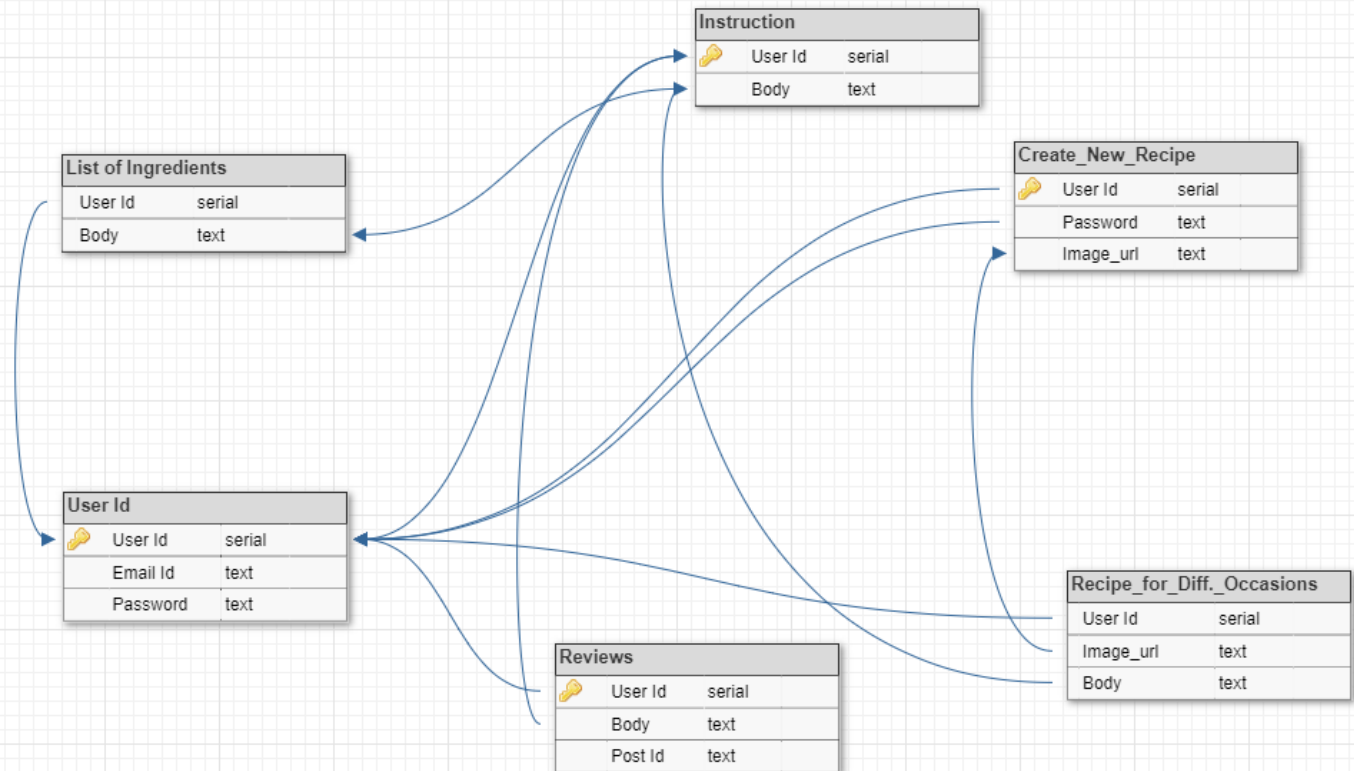 Instruction
User Id serial
Body text
Create_New_Recipe
User Id serial
Password text
Image_url text
List of Ingredients
User Id serial
Body text
User Id
User Id serial
Email Id text
Password text
Recipe_for_Diff._Occasions
User Id serial
Image_url text
Body text
Reviews
User Id serial
Body text
Post Id text